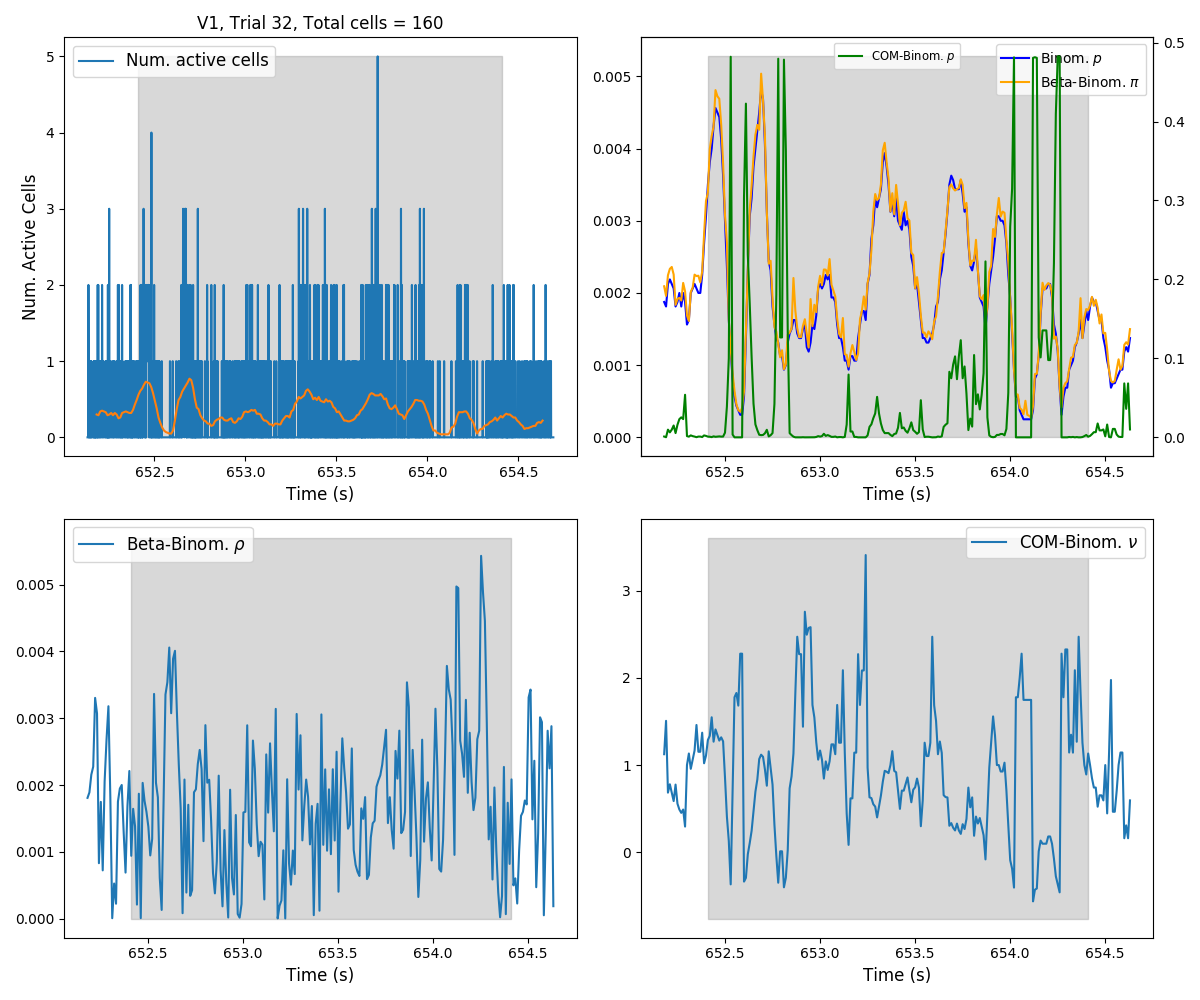 V1, Trial 32, Total cells = 160
Num. active cells
Num. Active Cells
5
4
3
2
1
0
652.5 653.0 653.5 654.0 654.5
Time (s)
COM-Binom. p
Binom. p
Beta-Binom. π
0.005
0.004
0.003
0.002
0.001
0.000
0.5
0.4
0.3
0.2
0.1
0.0
652.5 653.0 653.5 654.0 654.5
Time (s)
Beta-Binom. ρ
0.005
0.004
0.003
0.002
0.001
0.000
652.5 653.0 653.5 654.0 654.5
Time (s)
COM-Binom. ν
3
2
1
0
652.5 653.0 653.5 654.0 654.5
Time (s)